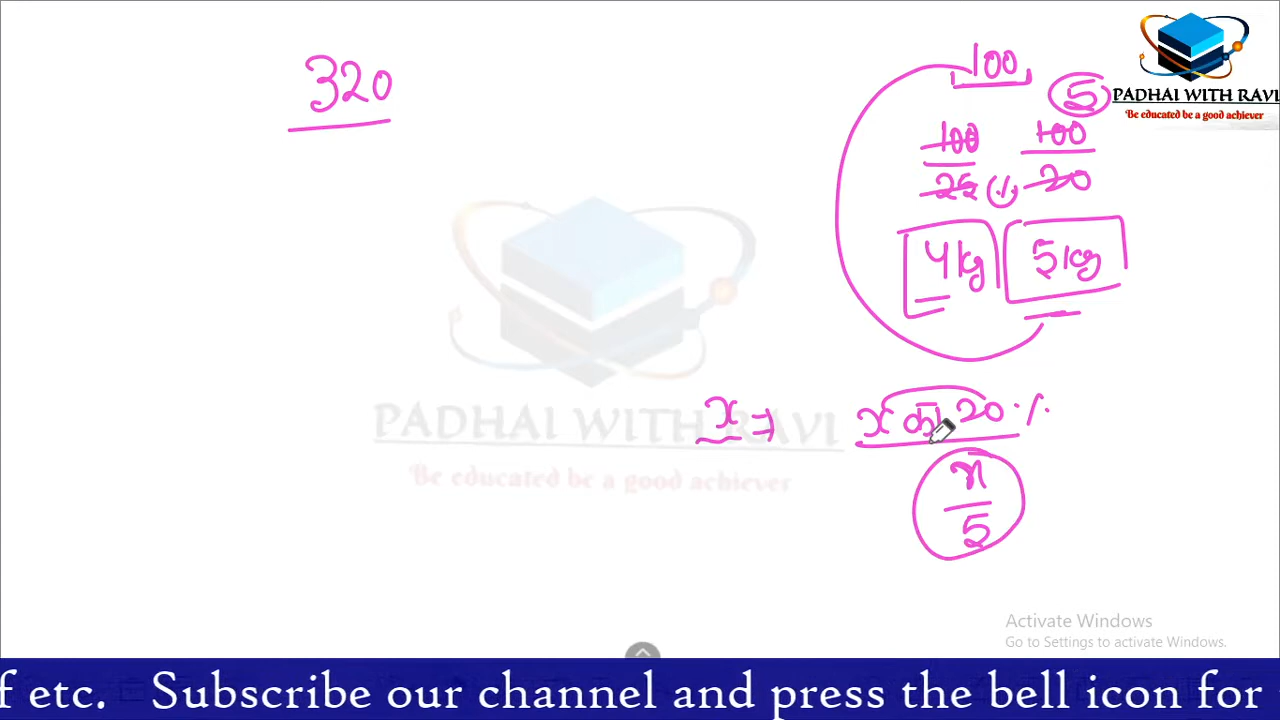 320
100
5
100 100
25 % 20
4kg 5kg
x ⇒ x का 20%
x
5
PADHAI WITH RAVI
Be educated be a good achiever
PADHAI WITH RAVI
Be educated be a good achiever
Activate Windows
Go to Settings to activate Windows.
f etc. Subscribe our channel and press the bell icon for